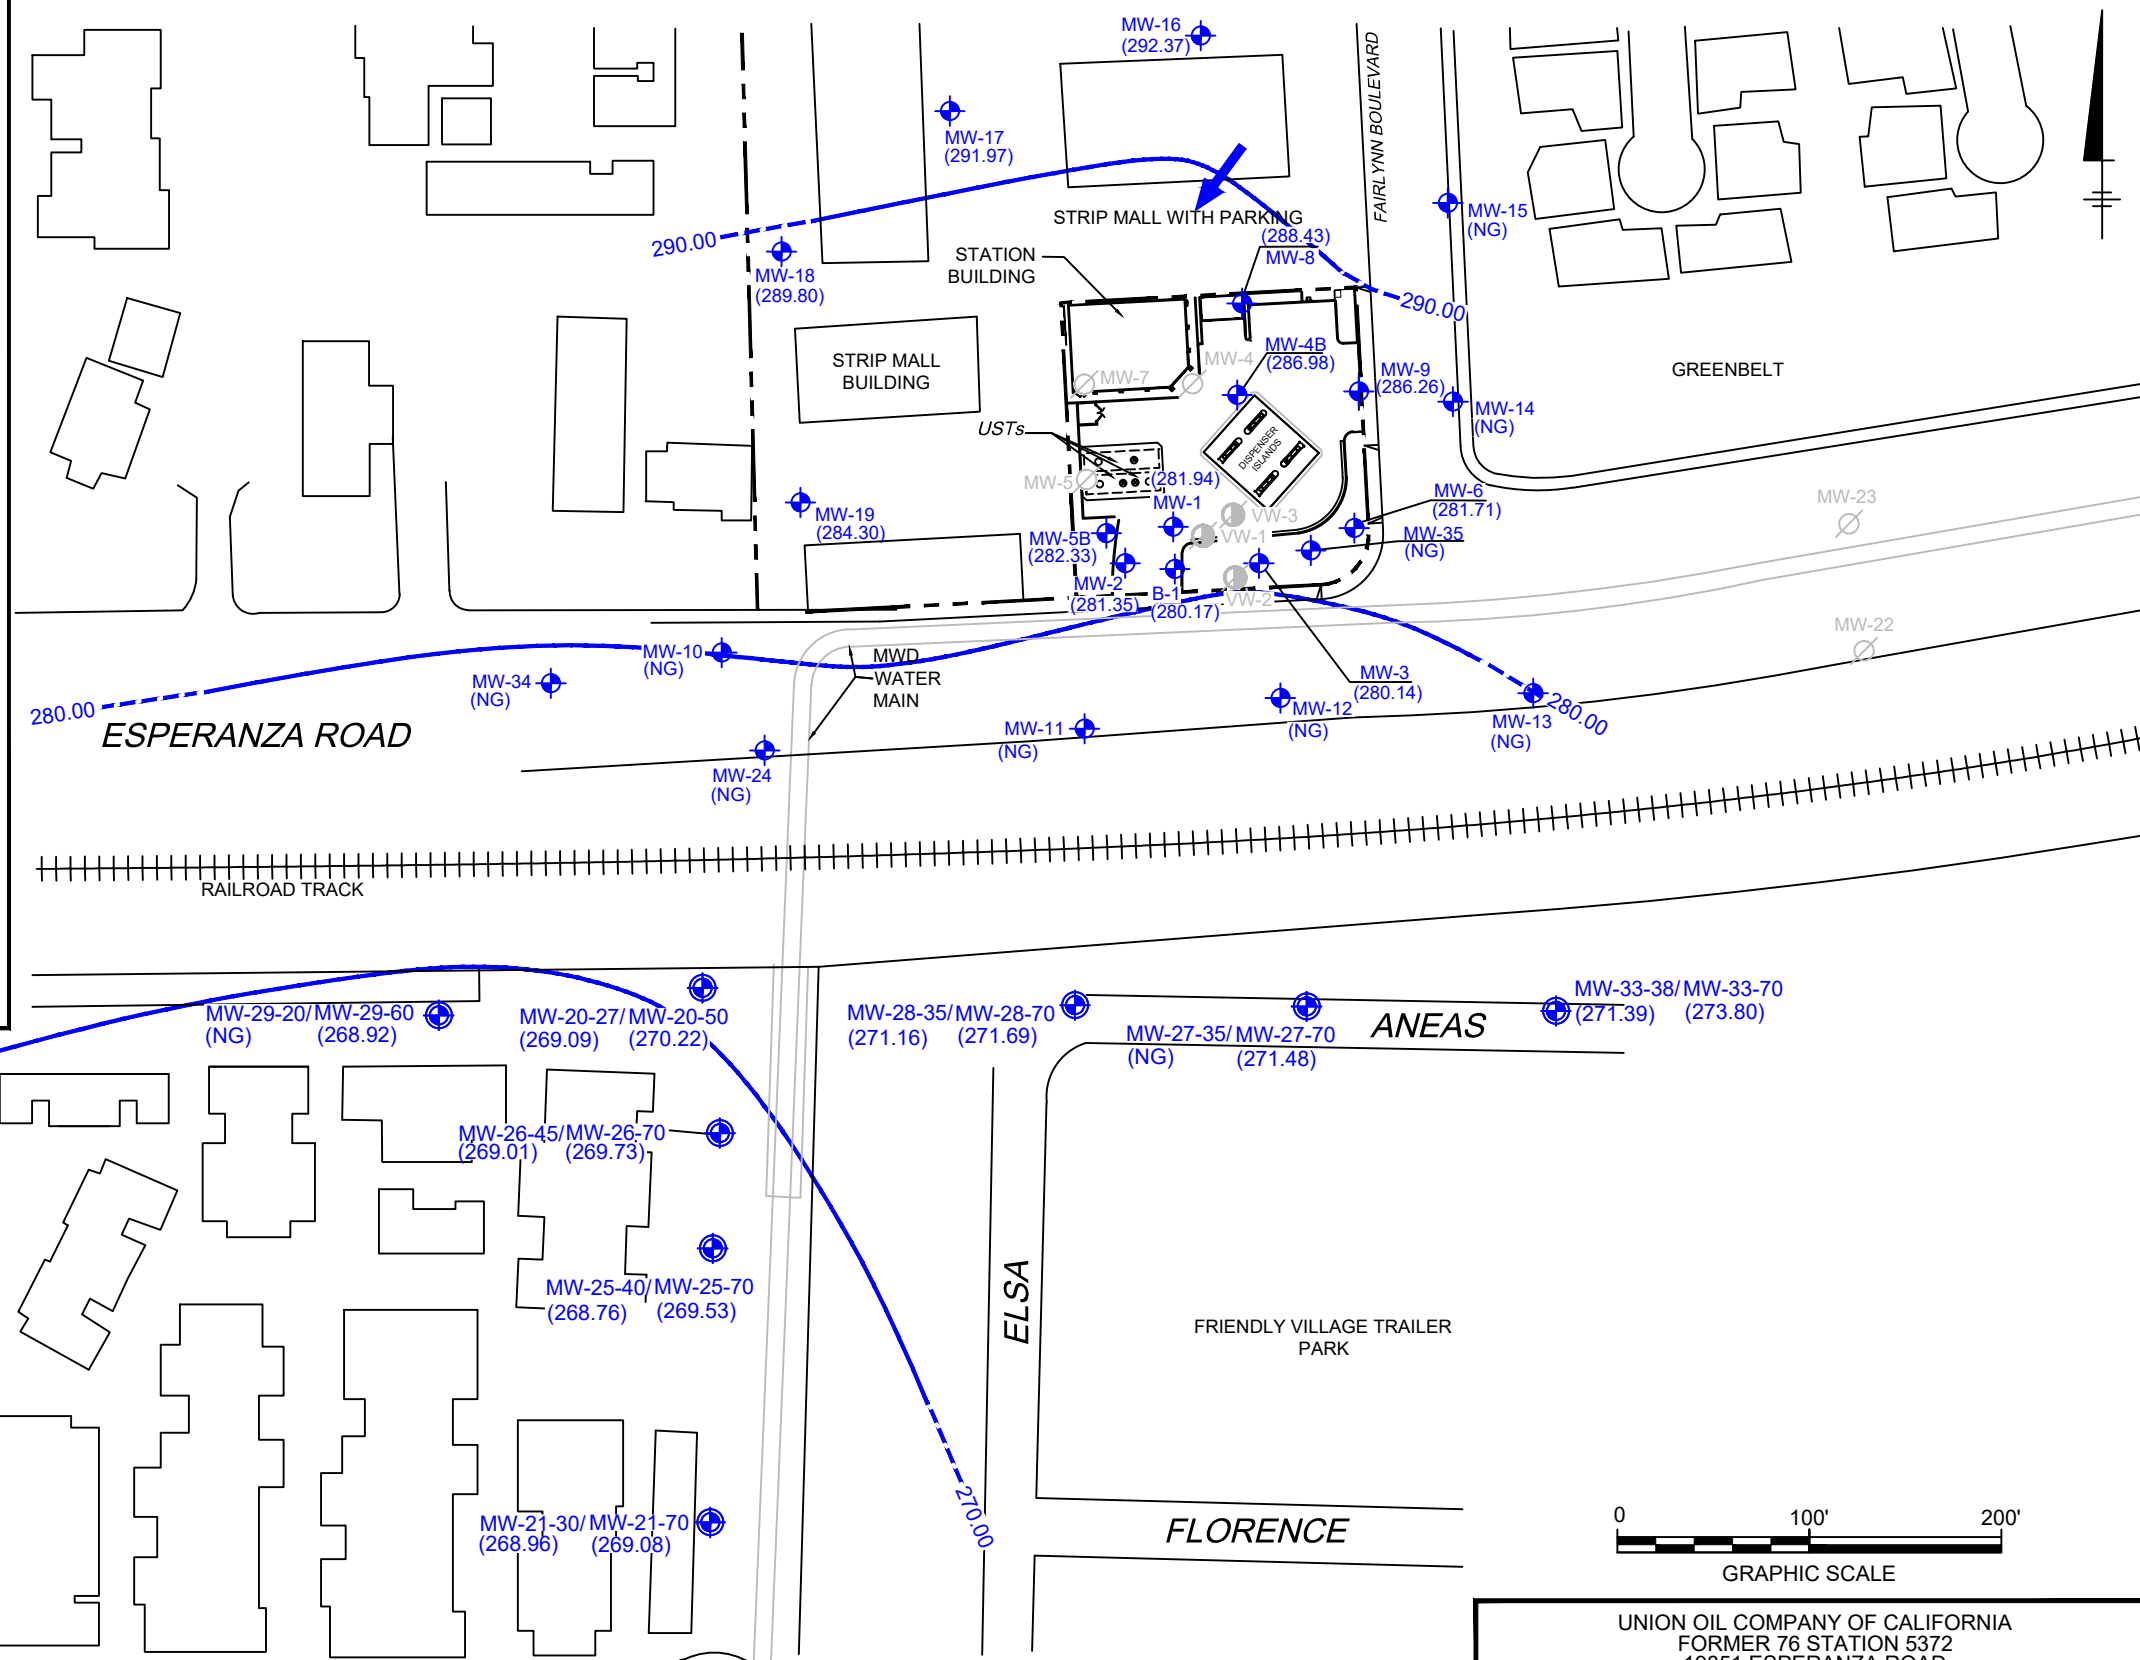 MW-16
(292.37)
FAIRLYNN BOULEVARD
MW-17
(291.97)
290.00
STRIP MALL WITH PARKING
MW-15
(NG)
(288.43)
MW-8
STATION
BUILDING
MW-18
(289.80)
290.00
STRIP MALL
BUILDING
MW-7
MW-4
MW-4B
(286.98)
MW-9
(286.26)
MW-14
(NG)
GREENBELT
USTs
DISPENSER
ISLANDS
MW-5
(281.94)
MW-1
MW-6
(281.71)
MW-23
MW-19
(284.30)
MW-5B
(282.33)
VW-3
VW-1
MW-35
(NG)
MW-2
(281.35)
B-1
(280.17)
VW-2
MW-22
MW-10
(NG)
MWD
WATER
MAIN
MW-34
(NG)
MW-3
(280.14)
280.00
ESPERANZA ROAD
MW-11
(NG)
MW-12
(NG)
MW-13
(NG)
280.00
MW-24
(NG)
RAILROAD TRACK
MW-29-20/MW-29-60
(NG) (268.92)
MW-20-27/MW-20-50
(269.09) (270.22)
MW-28-35/MW-28-70
(271.16) (271.69)
MW-27-35/MW-27-70
(NG) (271.48)
ANEAS
MW-33-38/MW-33-70
(271.39) (273.80)
MW-26-45/MW-26-70
(269.01) (269.73)
MW-25-40/MW-25-70
(268.76) (269.53)
ELSA
FRIENDLY VILLAGE TRAILER
PARK
MW-21-30/MW-21-70
(268.96) (269.08)
270.00
FLORENCE
0 100' 200'
GRAPHIC SCALE
UNION OIL COMPANY OF CALIFORNIA
FORMER 76 STATION 5372
19851 ESPERANZA ROAD